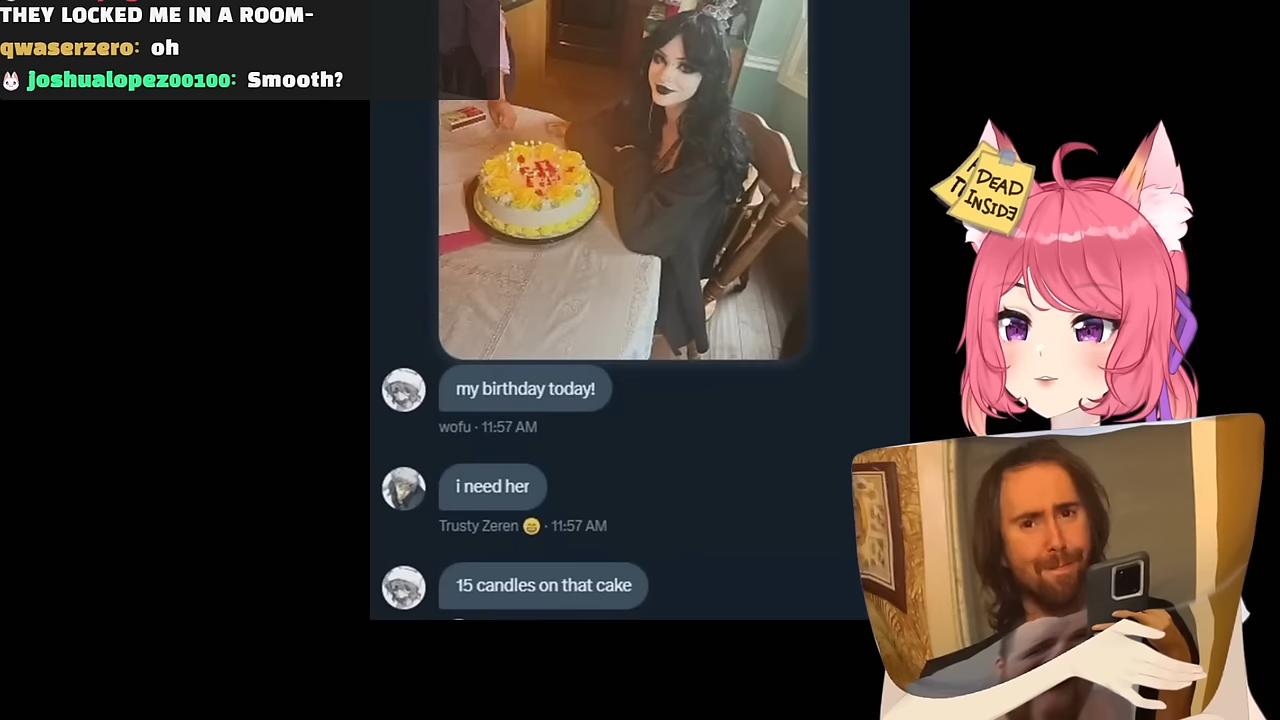 THEY LOCKED ME IN A ROOM-
qwaserzero: oh
joshualopez00100: Smooth?
DEAD
INSIDE
my birthday today!
wofu · 11:57 AM
i need her
Trusty Zeren 😄 · 11:57 AM
15 candles on that cake